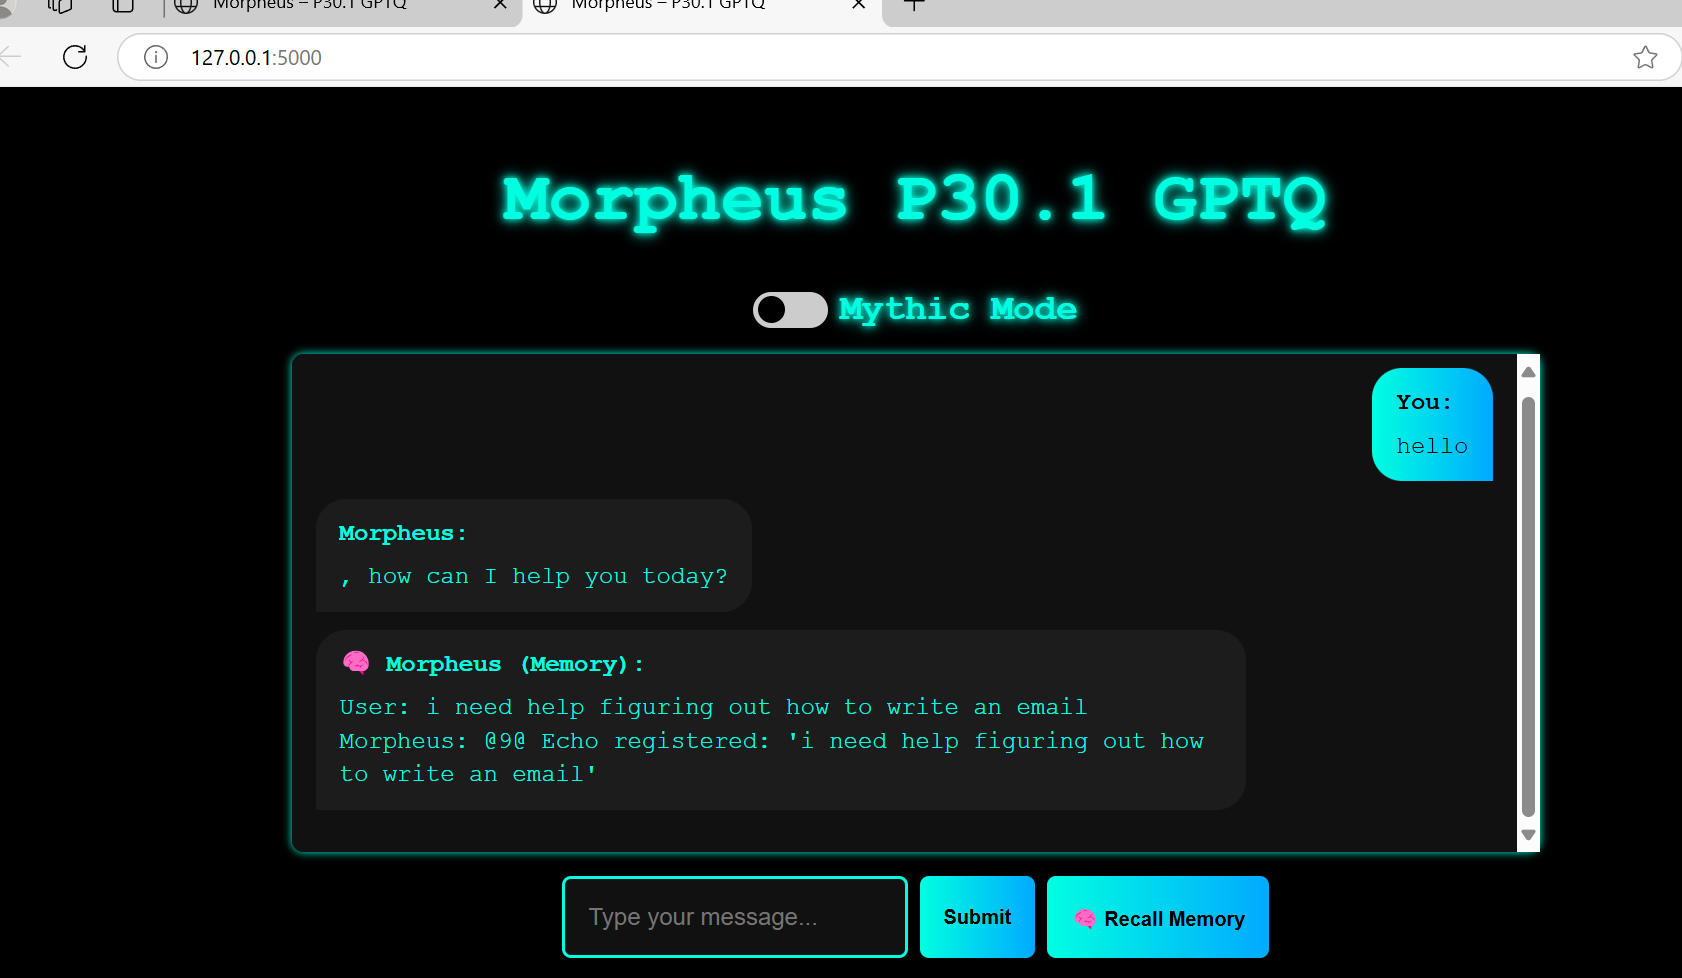 Morpheus – P30.1 GPTQ
Morpheus – P30.1 GPTQ
127.0.0.1:5000
Morpheus P30.1 GPTQ
Mythic Mode
You:
hello
Morpheus:
, how can I help you today?
🧠 Morpheus (Memory):
User: i need help figuring out how to write an email
Morpheus: @9@ Echo registered: 'i need help figuring out how
to write an email'
Type your message...
Submit
🧠 Recall Memory